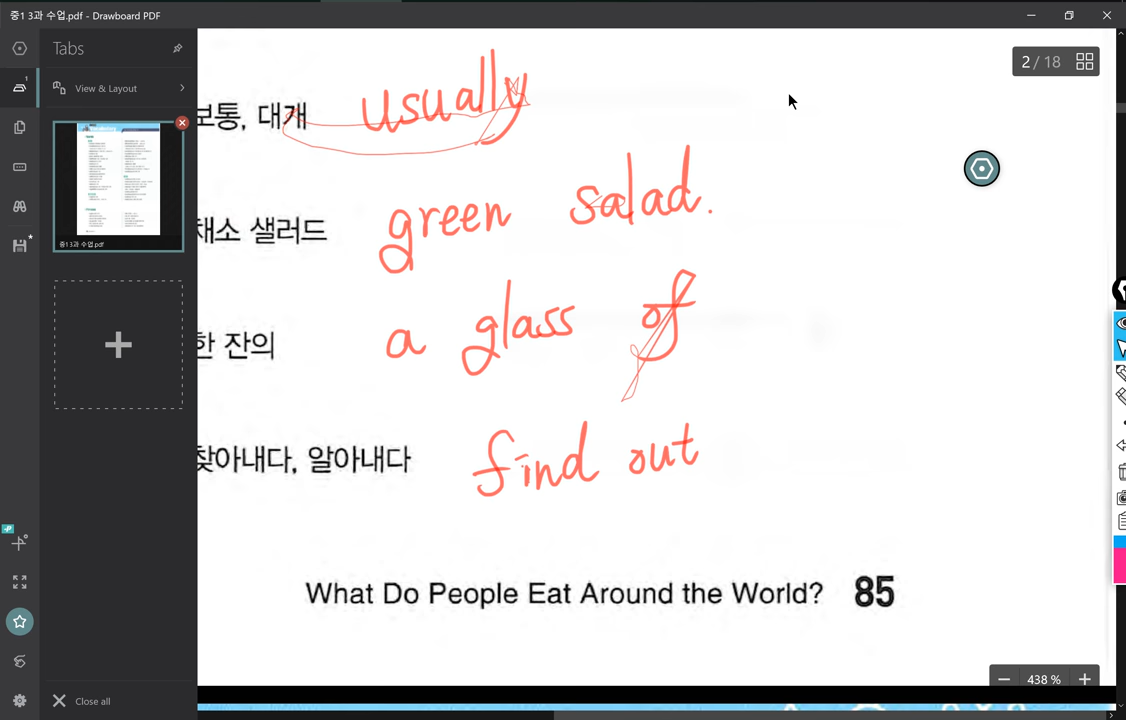 중1 3과 수업.pdf - Drawboard PDF
Tabs
View & Layout
중1 3과 수업.pdf
Close all
2 / 18
보통, 대개 usually
채소 샐러드 green salad.
한 잔의 a glass of
찾아내다, 알아내다 find out
What Do People Eat Around the World? 85
438 %